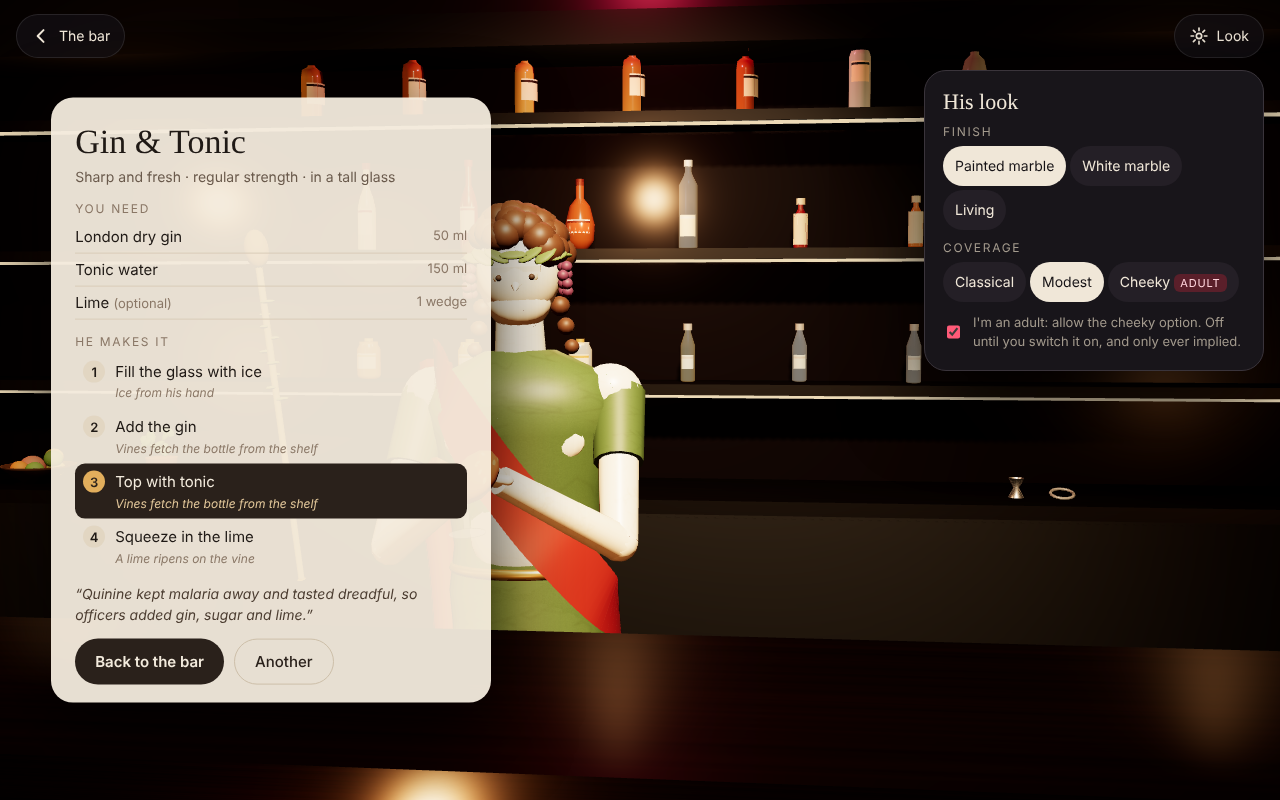 The bar
Look
Gin & Tonic
Sharp and fresh · regular strength · in a tall glass
YOU NEED
London dry gin 50 ml
Tonic water 150 ml
Lime (optional) 1 wedge
HE MAKES IT
1 Fill the glass with ice
Ice from his hand
2 Add the gin
Vines fetch the bottle from the shelf
3 Top with tonic
Vines fetch the bottle from the shelf
4 Squeeze in the lime
A lime ripens on the vine
“Quinine kept malaria away and tasted dreadful, so
officers added gin, sugar and lime.”
Back to the bar Another
His look
FINISH
Painted marble White marble
Living
COVERAGE
Classical Modest Cheeky ADULT
I'm an adult: allow the cheeky option. Off
until you switch it on, and only ever implied.